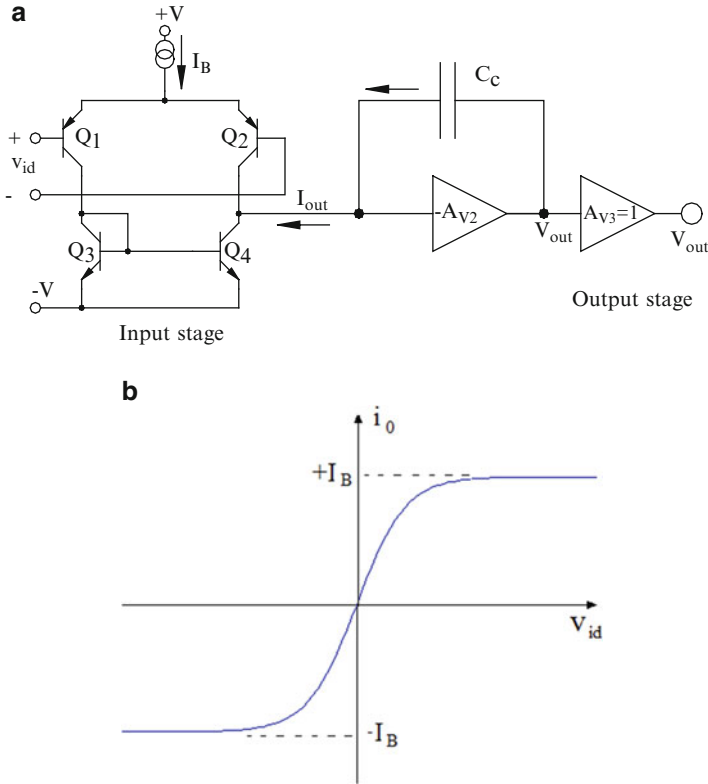 a
+V
I_B
+
v_id
-
Q_1
Q_2
I_out
C_c
-A_V2
V_out
A_V3=1
V_out
Q_3
Q_4
-V
Input stage
Output stage
b
i_0
+I_B
V_id
-I_B